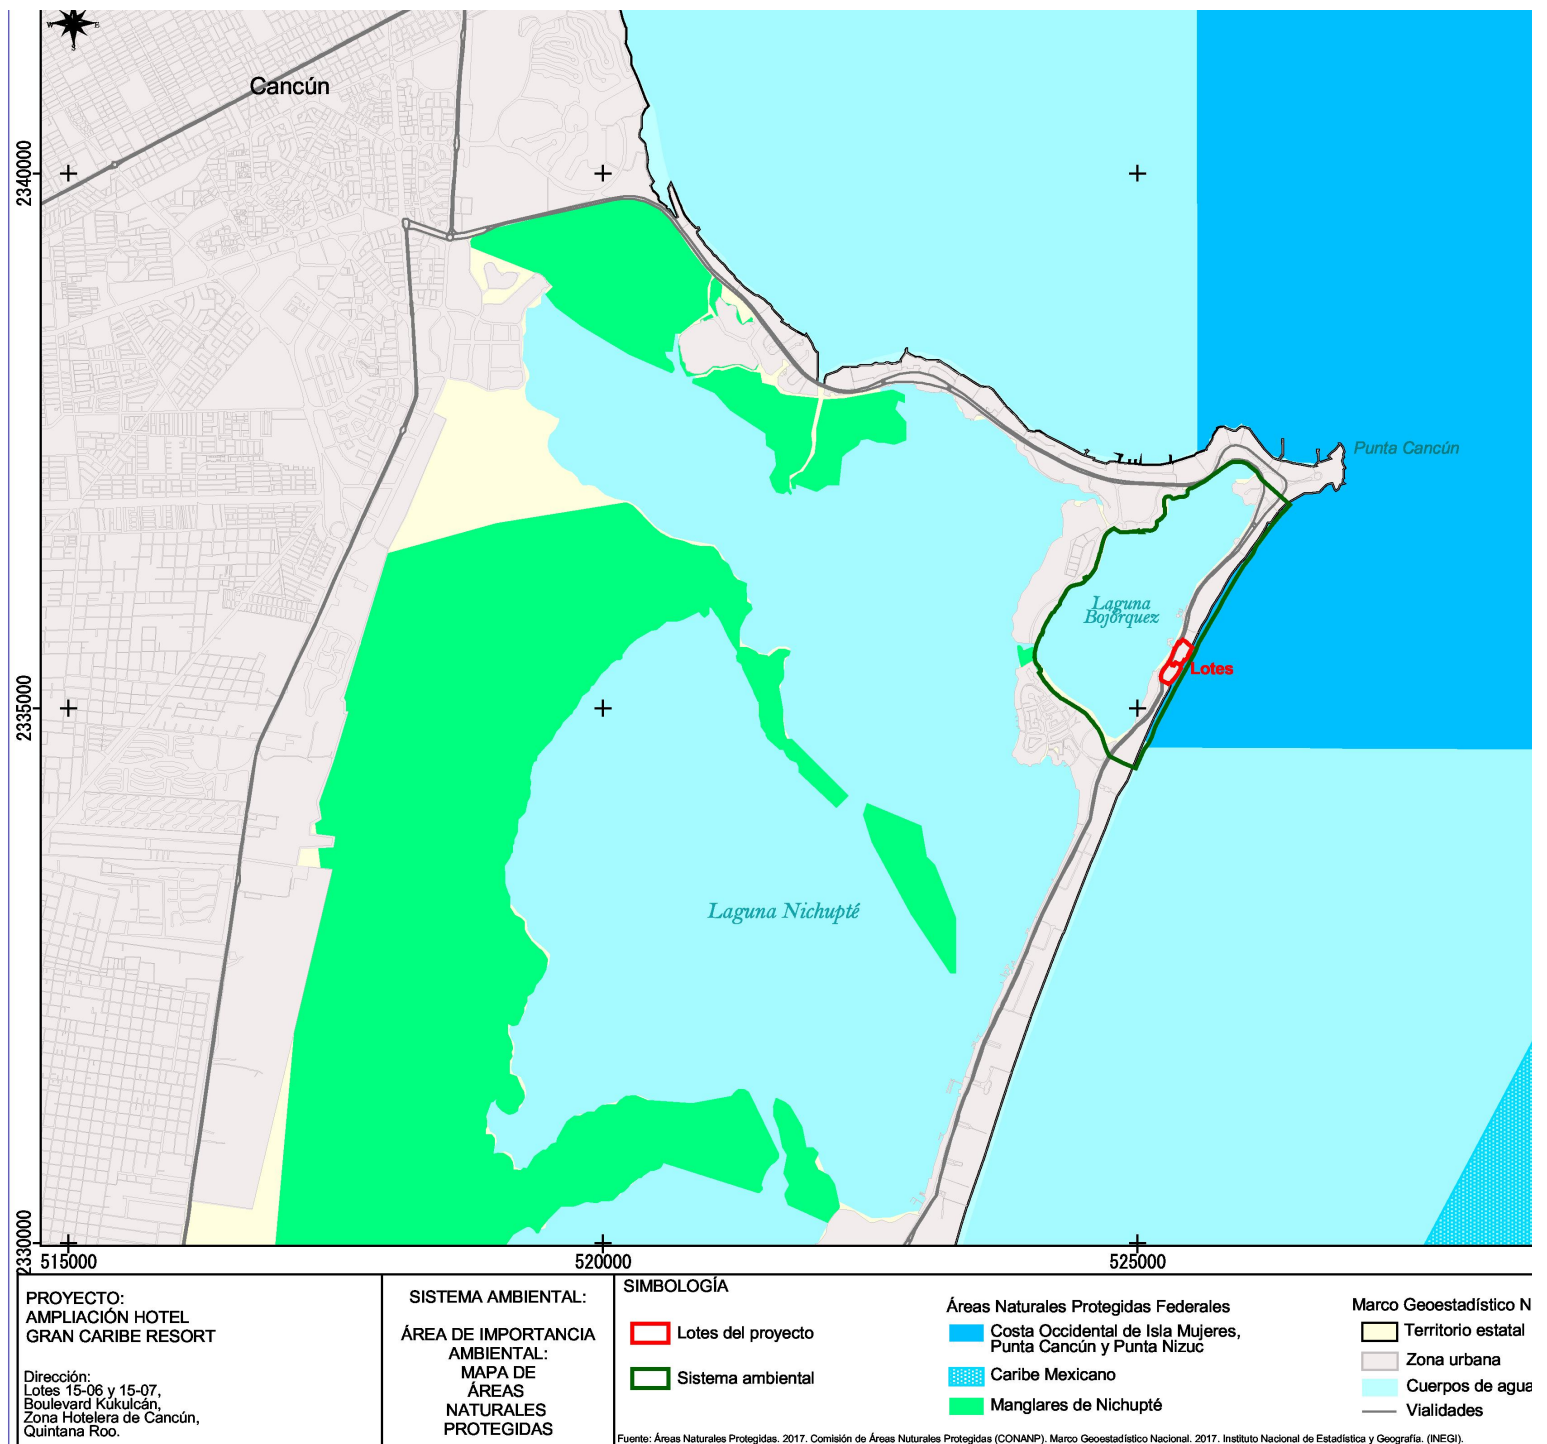 W
E
S
Cancún
2340000
Punta Cancún
Laguna
Bojórquez
Lotes
2335000
Laguna Nichupté
2330000
515000
520000
525000
PROYECTO:
AMPLIACIÓN HOTEL
GRAN CARIBE RESORT
Dirección:
Lotes 15-06 y 15-07,
Boulevard Kukulcán,
Zona Hotelera de Cancún,
Quintana Roo.
SISTEMA AMBIENTAL:
ÁREA DE IMPORTANCIA
AMBIENTAL:
MAPA DE
ÁREAS
NATURALES
PROTEGIDAS
SIMBOLOGÍA
Lotes del proyecto
Sistema ambiental
Áreas Naturales Protegidas Federales
Costa Occidental de Isla Mujeres,
Punta Cancún y Punta Nizuc
Caribe Mexicano
Manglares de Nichupté
Marco Geoestadístico N
Territorio estatal
Zona urbana
Cuerpos de agua
Vialidades
Fuente: Áreas Naturales Protegidas. 2017. Comisión de Áreas Nuturales Protegidas (CONANP). Marco Geoestadístico Nacional. 2017. Instituto Nacional de Estadística y Geografía. (INEGI).